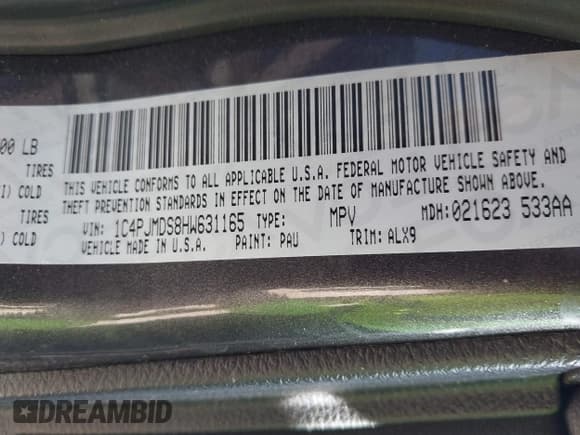 00 LB
TIRES
I) COLD
TIRES
) COLD
THIS VEHICLE CONFORMS TO ALL APPLICABLE U.S.A. FEDERAL MOTOR VEHICLE SAFETY AND
THEFT PREVENTION STANDARDS IN EFFECT ON THE DATE OF MANUFACTURE SHOWN ABOVE.
VIN: 1C4PJMDS8HW631165 TYPE: MPV MDH: 021623 533AA
VEHICLE MADE IN U.S.A. PAINT: PAU TRIM: ALX9
DREAMBID